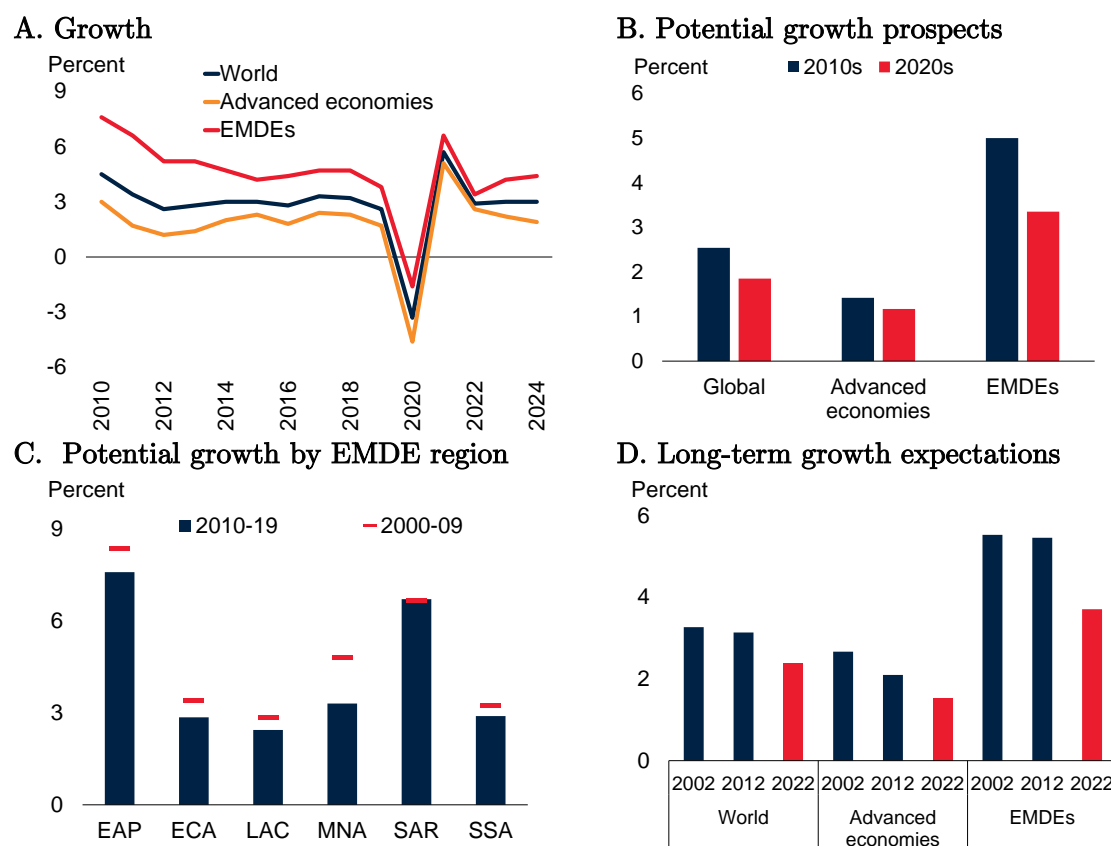 A. Growth
Percent
World
Advanced economies
EMDEs
9
6
3
0
-3
-6
2010
2012
2014
2016
2018
2020
2022
2024
B. Potential growth prospects
Percent
2010s
2020s
6
5
4
3
2
1
0
Global
Advanced
economies
EMDEs
C. Potential growth by EMDE region
Percent
2010-19
2000-09
9
6
3
0
EAP
ECA
LAC
MNA
SAR
SSA
D. Long-term growth expectations
Percent
6
4
2
0
2002 2012 2022 2002 2012 2022 2002 2012 2022
World
Advanced
economies
EMDEs